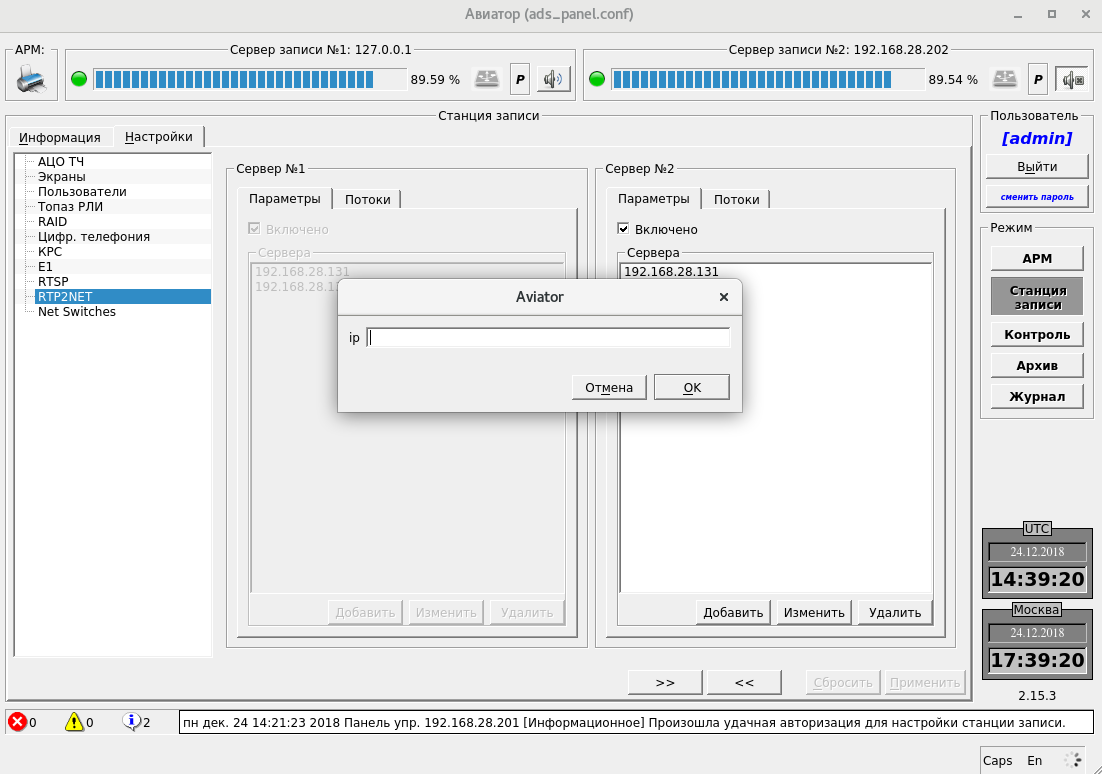 Авиатор (ads_panel.conf)
АРМ:
Сервер записи №1: 127.0.0.1
89.59 %
P
Сервер записи №2: 192.168.28.202
89.54 %
P
Станция записи
Информация
Настройки
АЦО ТЧ
Экраны
Пользователи
Топаз РЛИ
RAID
Цифр. телефония
КРС
E1
RTSP
RTP2NET
Net Switches
Сервер №1
Параметры
Потоки
Включено
Сервера
192.168.28.131
Добавить
Изменить
Удалить
Сервер №2
Параметры
Потоки
Включено
Сервера
192.168.28.131
Добавить
Изменить
Удалить
Aviator
ip
Отмена
OK
>>
<<
Сбросить
Применить
Пользователь
[admin]
Выйти
сменить пароль
Режим
АРМ
Станция
записи
Контроль
Архив
Журнал
UTC
24.12.2018
14:39:20
Москва
24.12.2018
17:39:20
2.15.3
0
0
2
пн дек. 24 14:21:23 2018 Панель упр. 192.168.28.201 [Информационное] Произошла удачная авторизация для настройки станции записи.
Caps
En